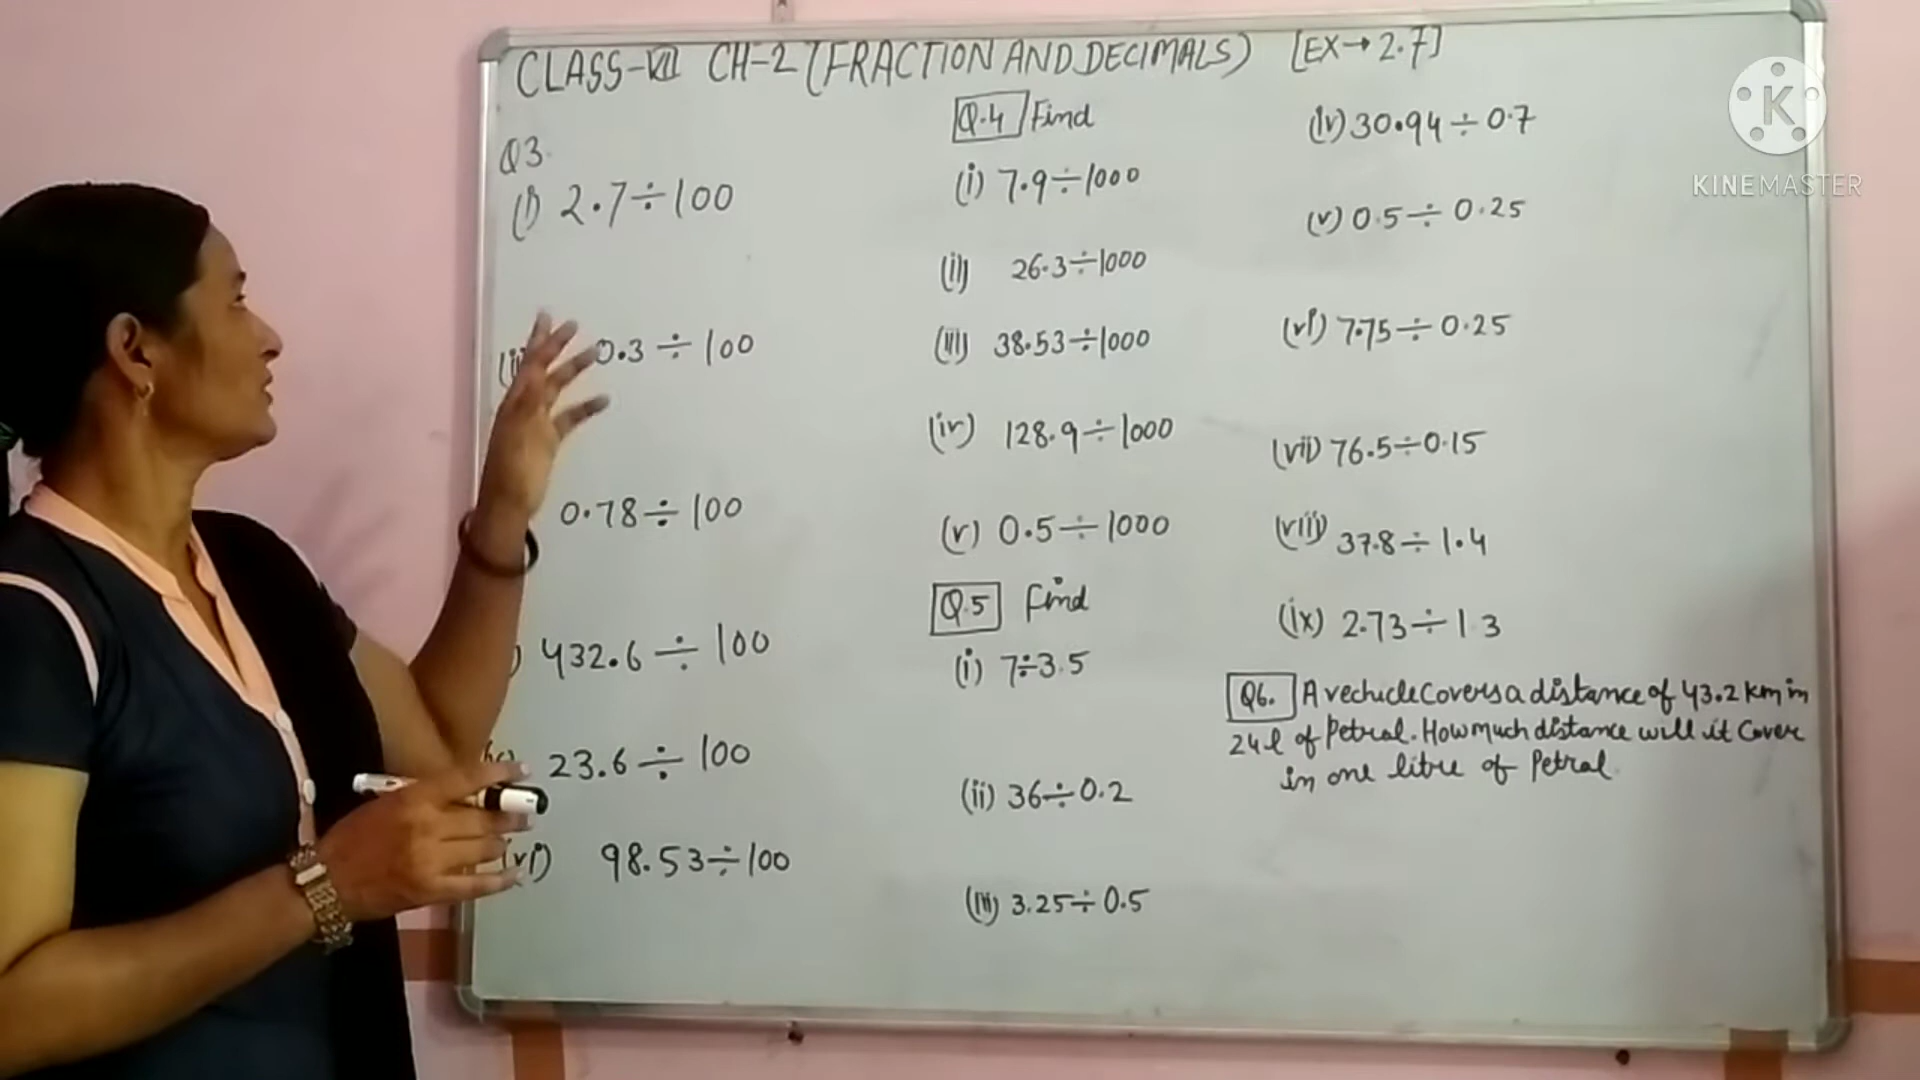 CLASS-VII CH-2 (FRACTION AND DECIMALS) [EX→2.7]
Q3.
(i) 2.7÷100
0.3 ÷ 100
0.78÷100
) 432.6 ÷ 100
23.6 ÷ 100
(vi) 98.53÷100
Q.4 Find
(i) 7.9÷1000
(ii) 26.3÷1000
(iii) 38.53÷1000
(iv) 128.9÷1000
(v) 0.5÷1000
Q.5 Find
(i) 7÷3.5
(ii) 36÷0.2
(iii) 3.25÷0.5
(iv) 30.94÷0.7
(v) 0.5÷0.25
(vi) 7.75÷0.25
(vii) 76.5÷0.15
(viii) 37.8÷1.4
(ix) 2.73÷1.3
Q6. A vechicle covers a distance of 43.2 km in
24l of Petral. How much distance will it cover
in one litre of Petral.
K
KINEMASTER